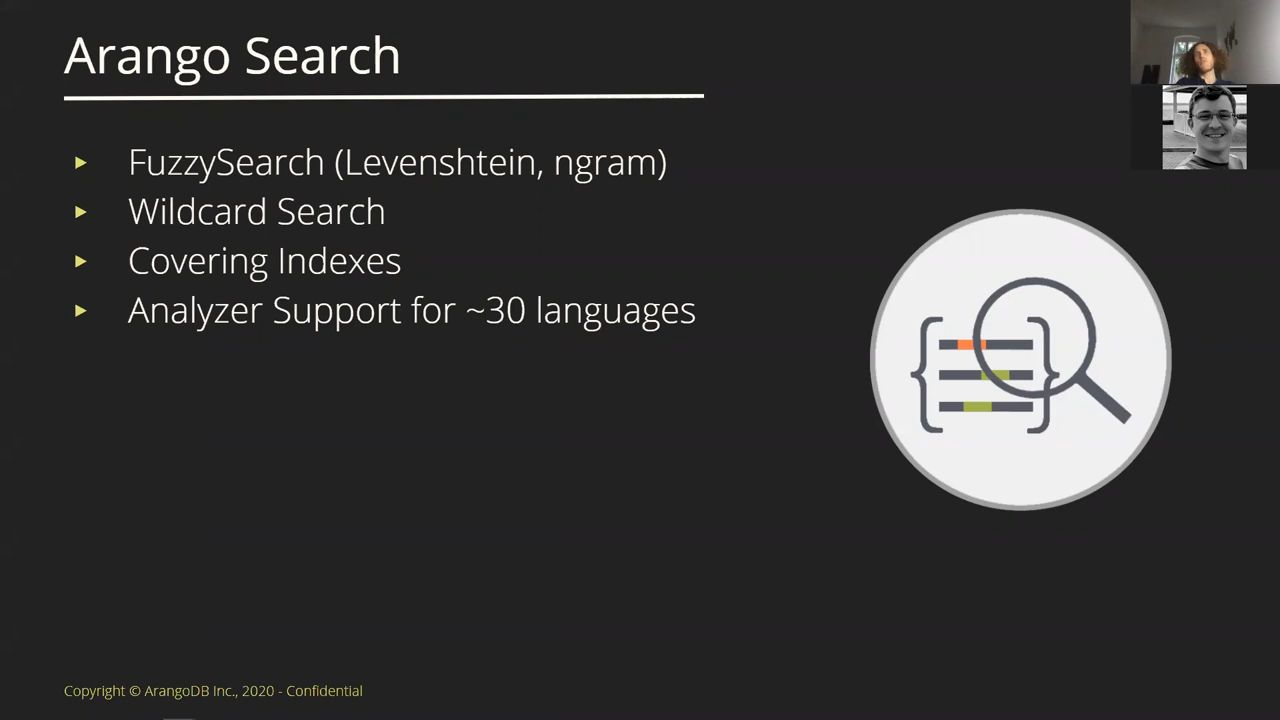 Arango Search
FuzzySearch (Levenshtein, ngram)
Wildcard Search
Covering Indexes
Analyzer Support for ~30 languages
Copyright © ArangoDB Inc., 2020 - Confidential